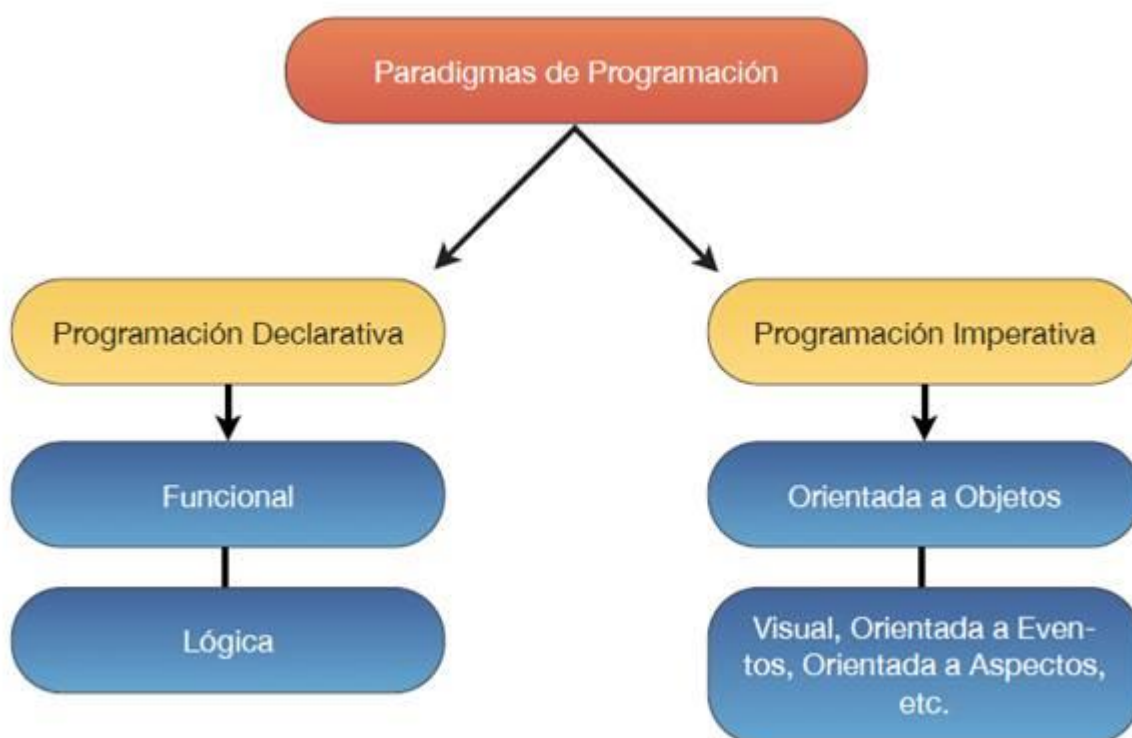 Paradigmas de Programación
Programación Declarativa
Programación Imperativa
Funcional
Orientada a Objetos
Lógica
Visual, Orientada a Even-
tos, Orientada a Aspectos,
etc.